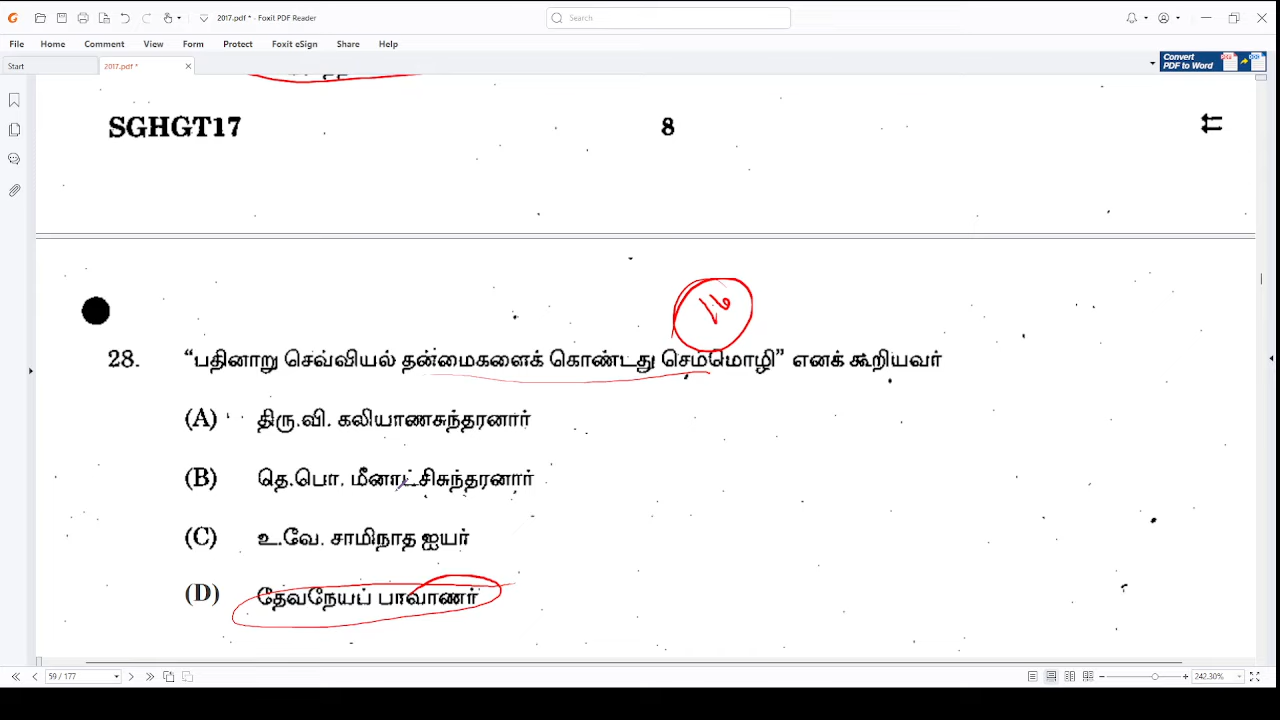 2017.pdf * - Foxit PDF Reader
Search
File Home Comment View Form Protect Foxit eSign Share Help
Start 2017.pdf *
Convert
PDF to Word
SGHGT17 8
16
28. “பதினாறு செவ்வியல் தன்மைகளைக் கொண்டது செம்மொழி” எனக் கூறியவர்
(A) திரு.வி. கலியாணசுந்தரனார்
(B) தெ.பொ. மீனாட்சிசுந்தரனார்
(C) உ.வே. சாமிநாத ஐயர்
(D) தேவநேயப் பாவாணர்
59 / 177 242.30%